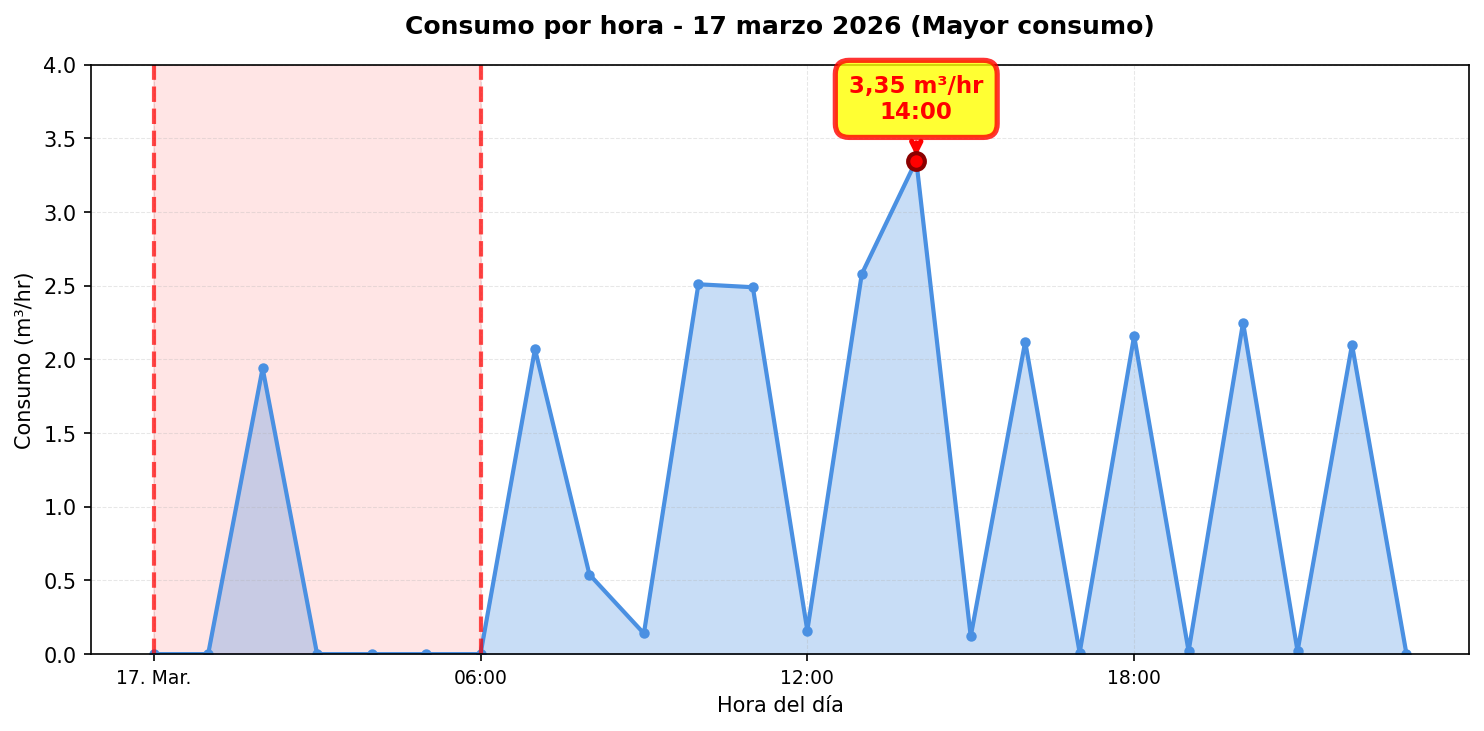 Consumo por hora - 17 marzo 2026 (Mayor consumo)
3,35 m³/hr
14:00
Consumo (m³/hr)
4.0
3.5
3.0
2.5
2.0
1.5
1.0
0.5
0.0
17. Mar.
06:00
12:00
18:00
Hora del día